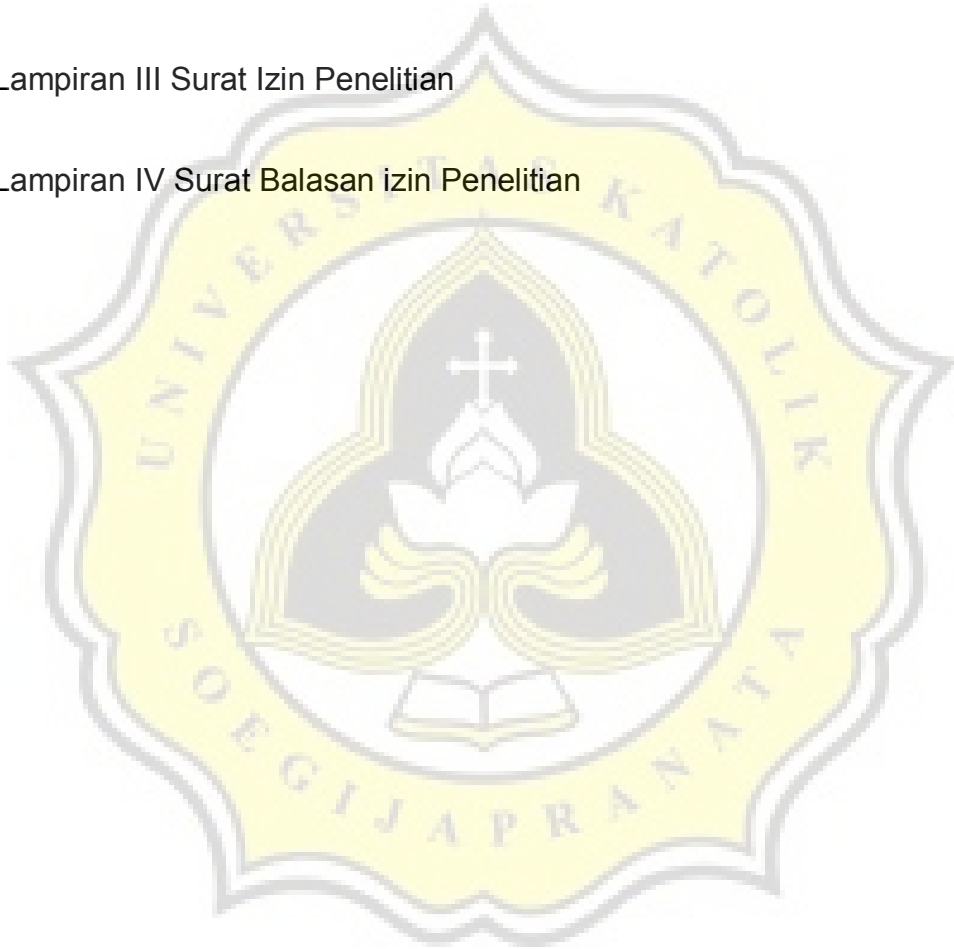 Lampiran III Surat Izin Penelitian
Lampiran IV Surat Balasan izin Penelitian
UNIVERSITAS KATOLIK
SOEGIJAPRANATA